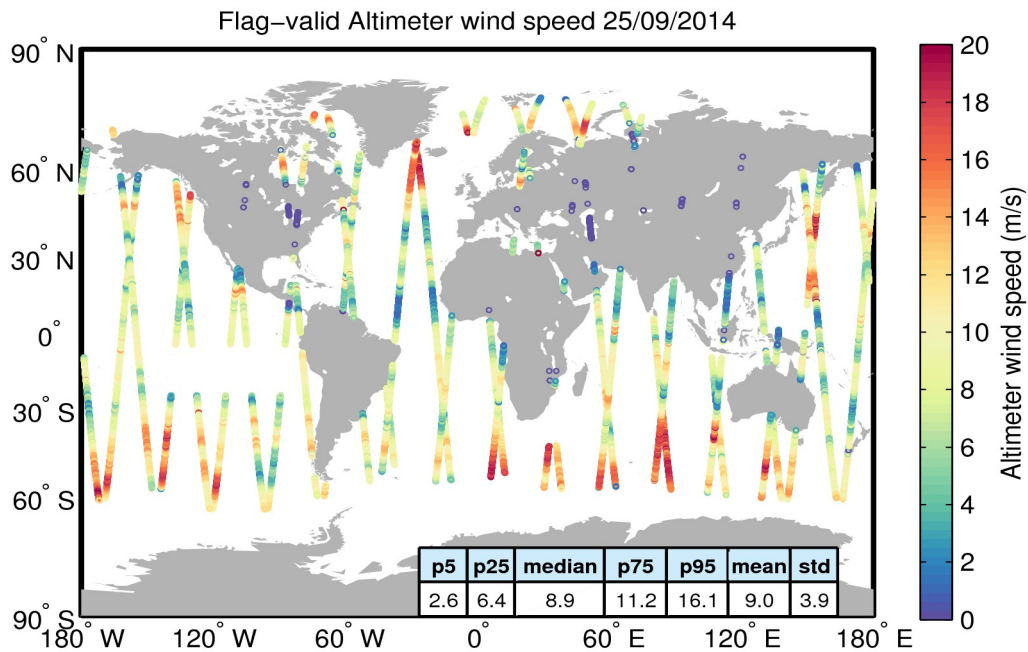 Flag−valid Altimeter wind speed 25/09/2014
90° N
60° N
30° N
0°
30° S
60° S
90° S
180° W
120° W
60° W
0°
60° E
120° E
180° E
p5 p25 median p75 p95 mean std
2.6 6.4 8.9 11.2 16.1 9.0 3.9
20
18
16
14
12
10
8
6
4
2
0
Altimeter wind speed (m/s)